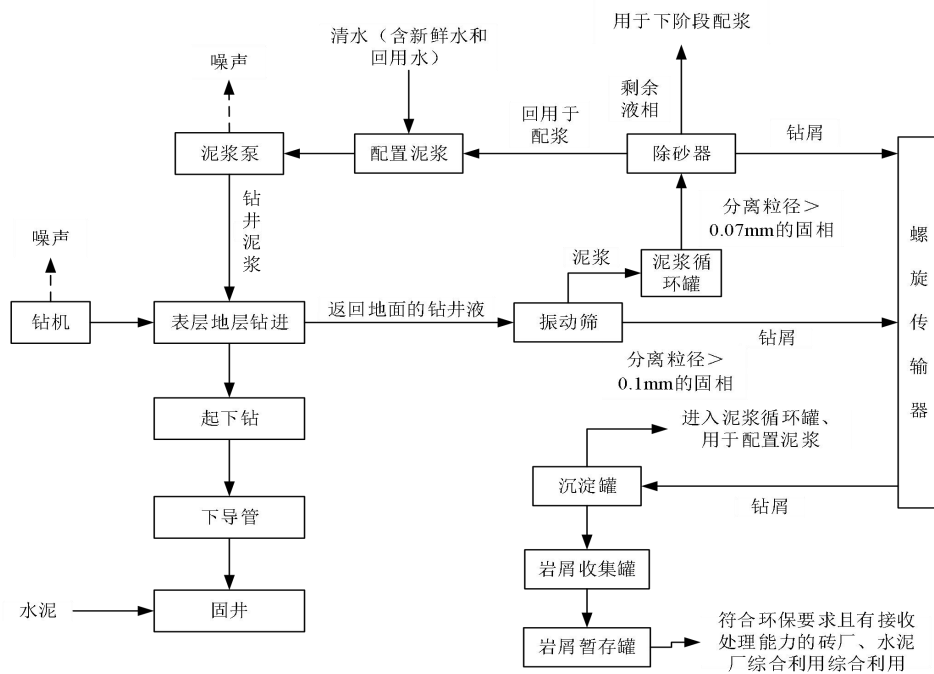 用于下阶段配浆
清水（含新鲜水和
回用水）
噪声
剩余
液相
回用于
配浆
钻屑
泥浆泵
配置泥浆
除砂器
钻井泥浆
分离粒径＞
0.07mm的固相
噪声
泥浆
泥浆循
环罐
螺旋传输器
钻机
表层地层钻进
返回地面的钻井液
振动筛
钻屑
分离粒径＞
0.1mm的固相
起下钻
进入泥浆循环罐、
用于配置泥浆
沉淀罐
钻屑
下导管
岩屑收集罐
水泥
固井
岩屑暂存罐
符合环保要求且有接收
处理能力的砖厂、水泥
厂综合利用综合利用